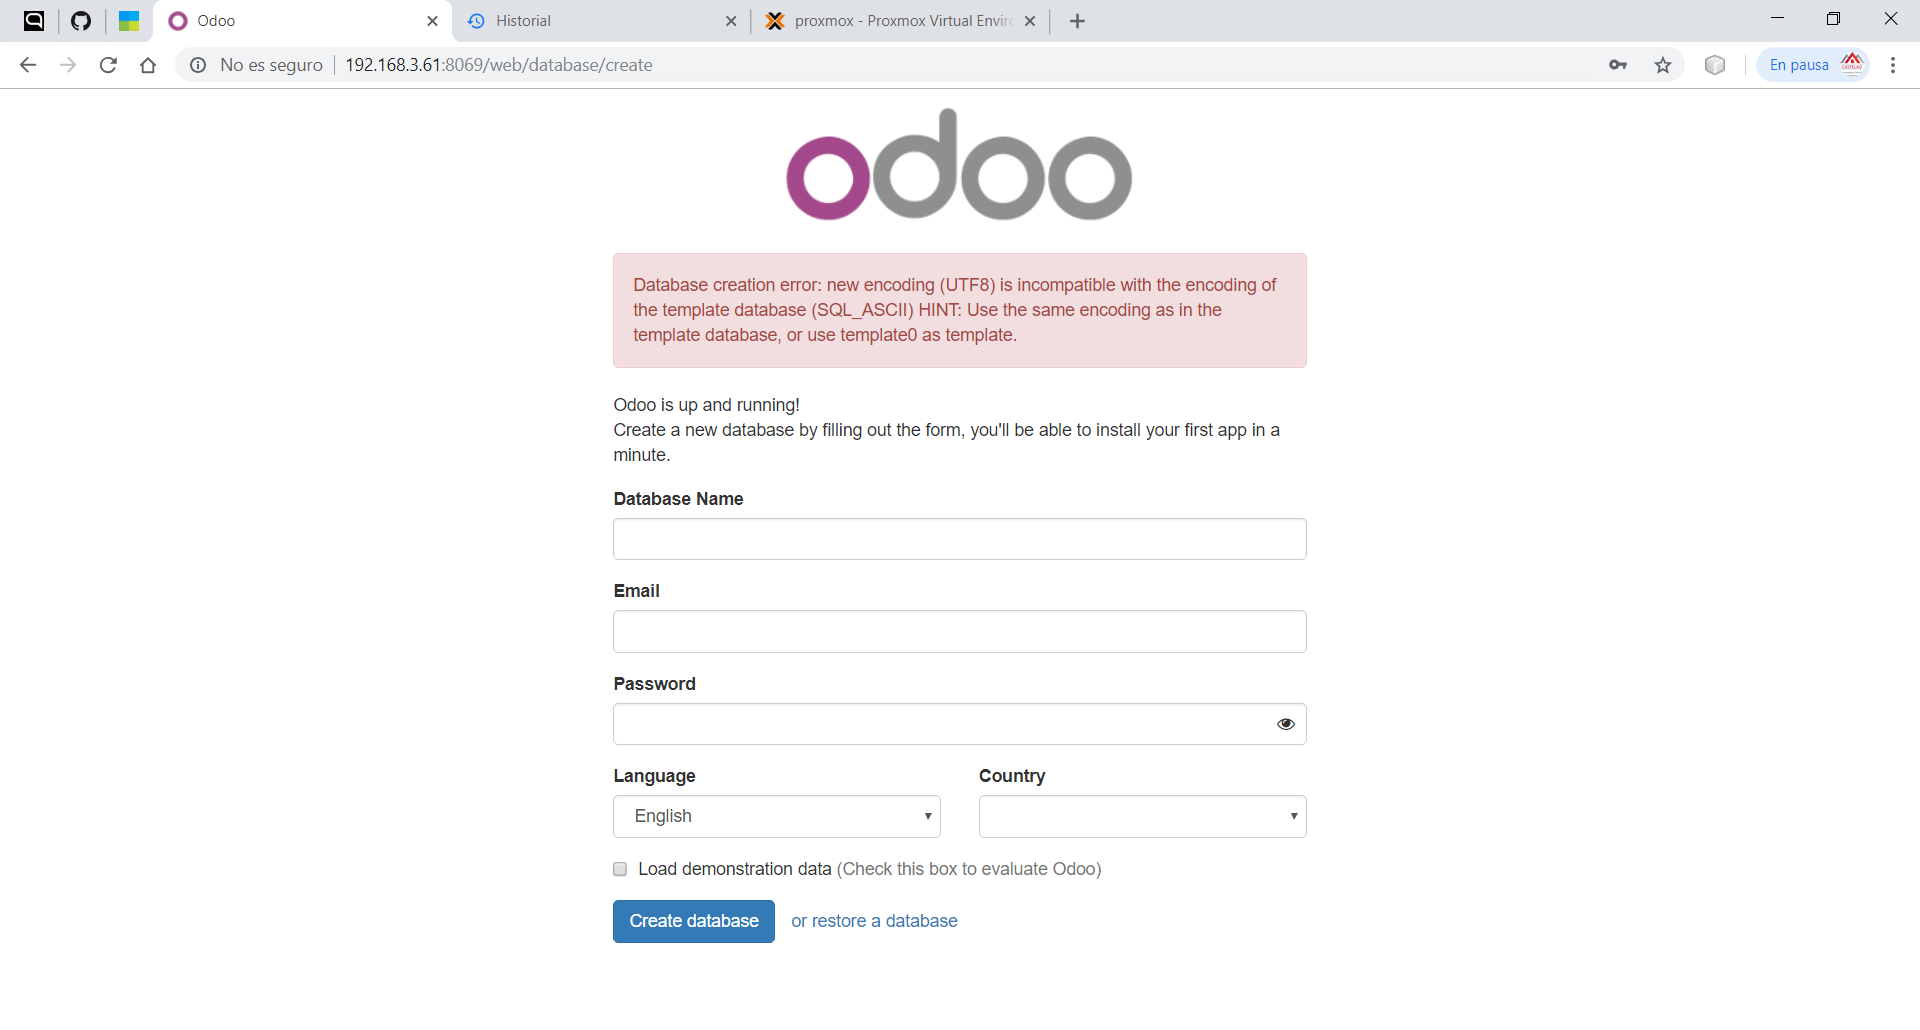 Odoo
Historial
proxmox - Proxmox Virtual Envir
No es seguro
192.168.3.61:8069/web/database/create
En pausa
odoo
Database creation error: new encoding (UTF8) is incompatible with the encoding of
the template database (SQL_ASCII) HINT: Use the same encoding as in the
template database, or use template0 as template.
Odoo is up and running!
Create a new database by filling out the form, you'll be able to install your first app in a
minute.
Database Name
Email
Password
Language
Country
English
Load demonstration data (Check this box to evaluate Odoo)
Create database
or restore a database